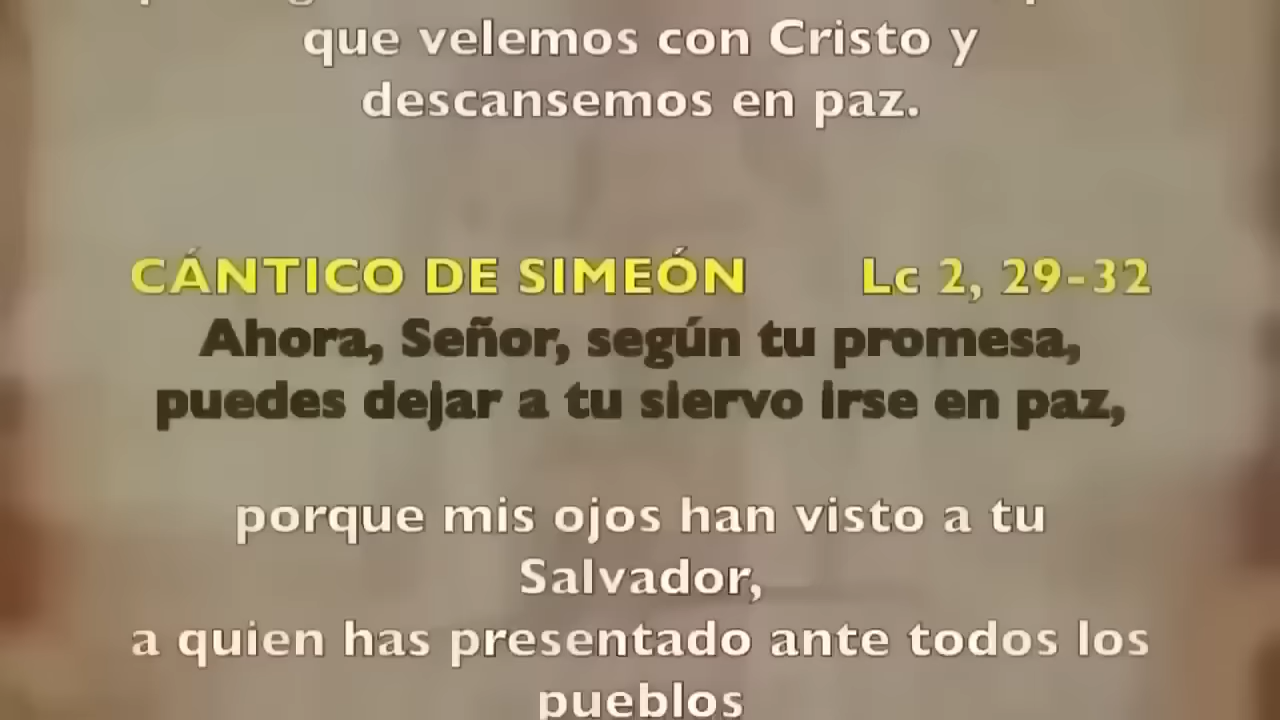 que velemos con Cristo y
descansemos en paz.
CÁNTICO DE SIMEÓN Lc 2, 29-32
Ahora, Señor, según tu promesa,
puedes dejar a tu siervo irse en paz,
porque mis ojos han visto a tu
Salvador,
a quien has presentado ante todos los
pueblos